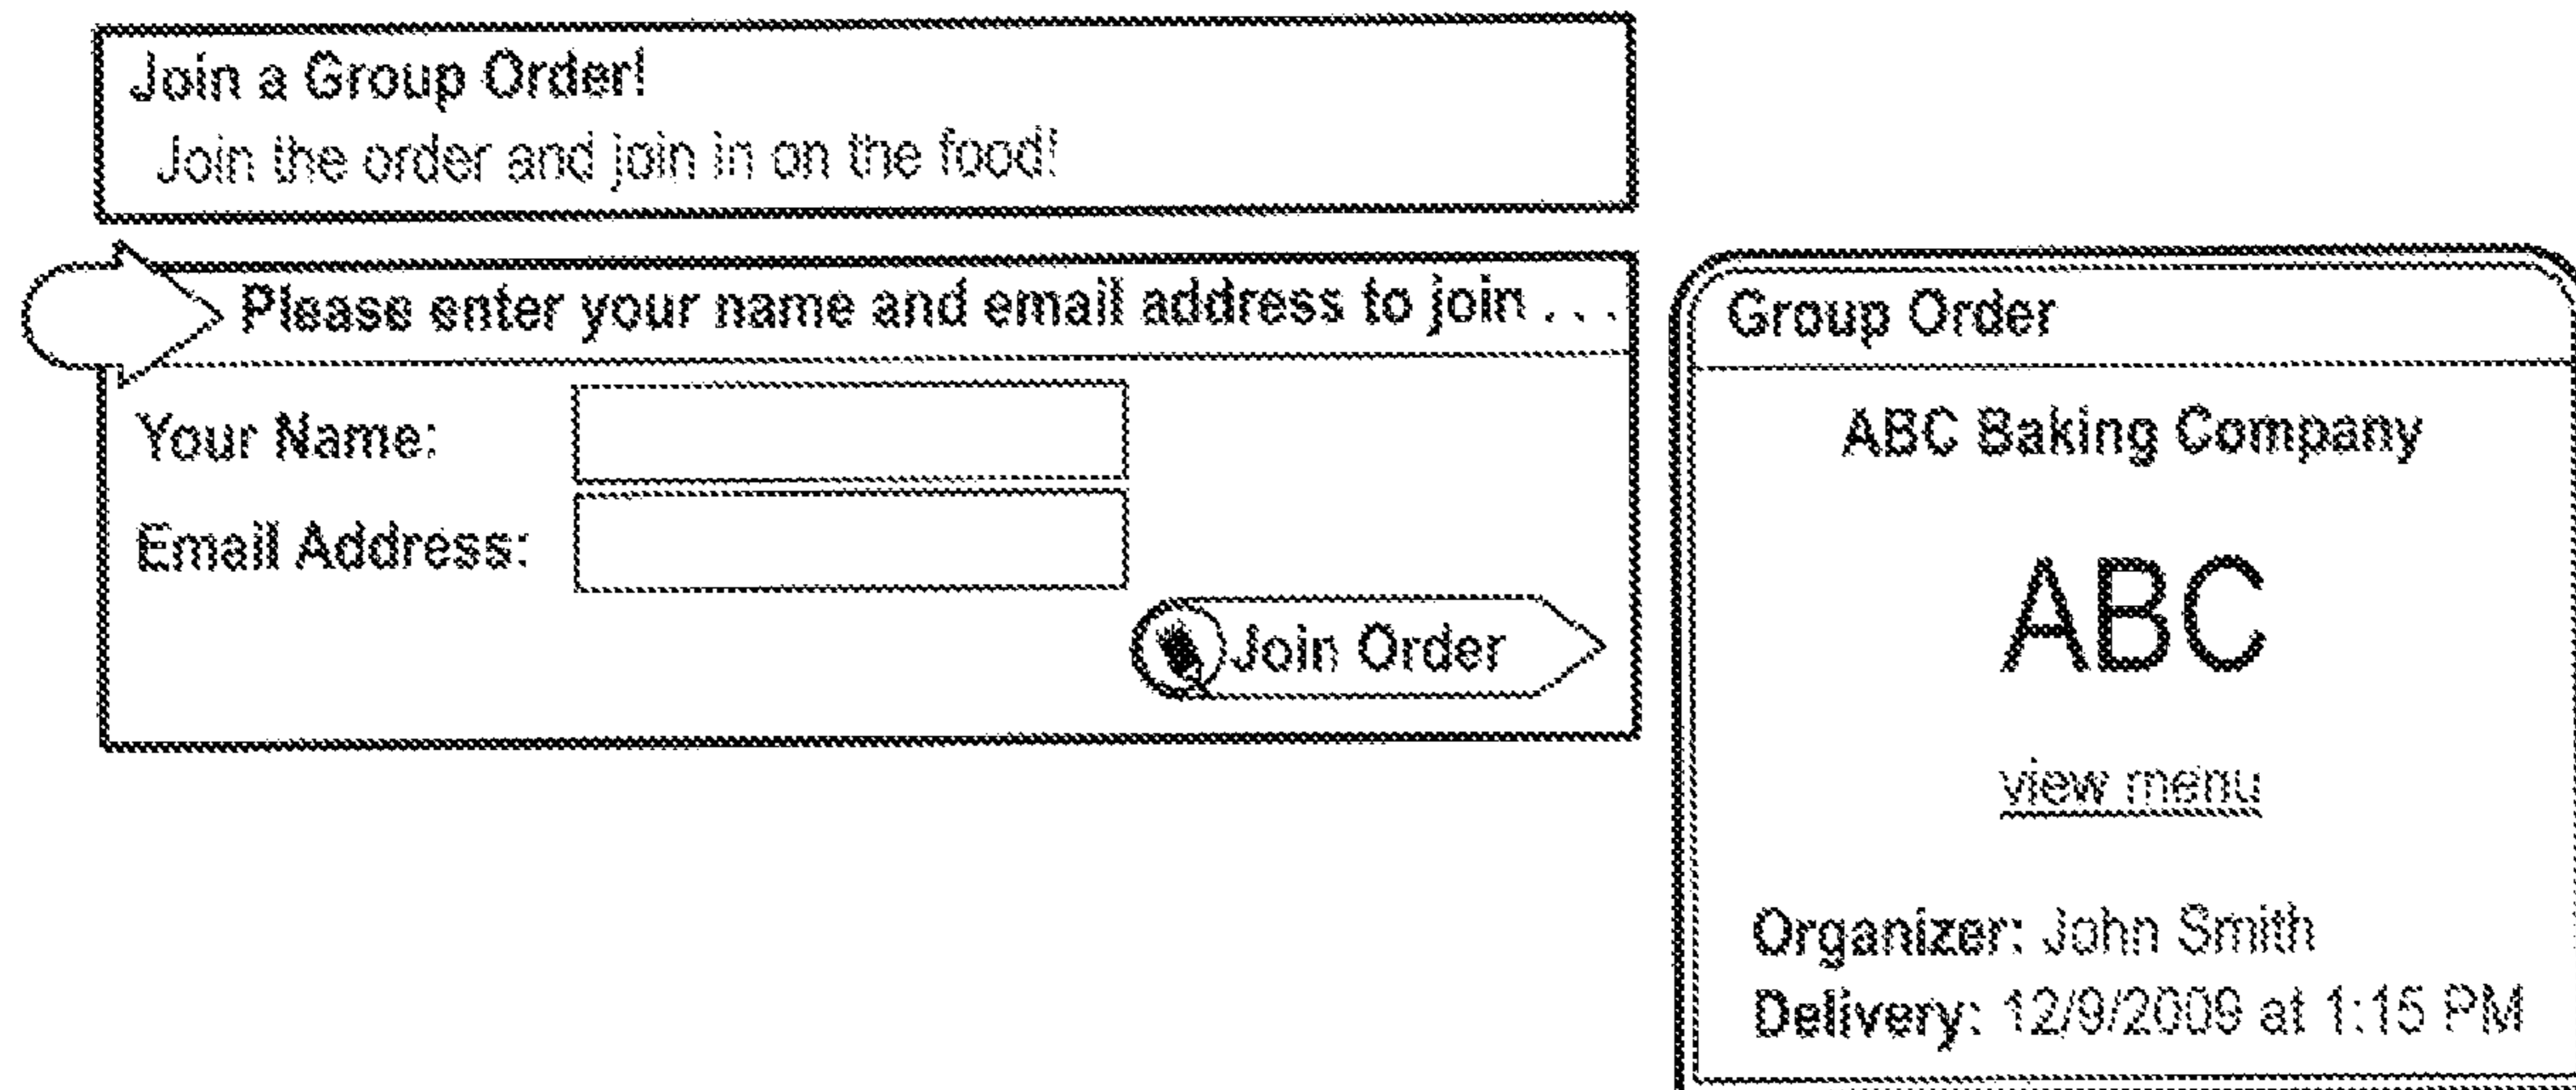 Join a Group Order!
Join the order and join in on the food!
Please enter your name and email address to join . . .
Your Name:
Email Address:
Join Order
Group Order
ABC Baking Company
ABC
view menu
Organizer: John Smith
Delivery: 12/9/2009 at 1:15 PM